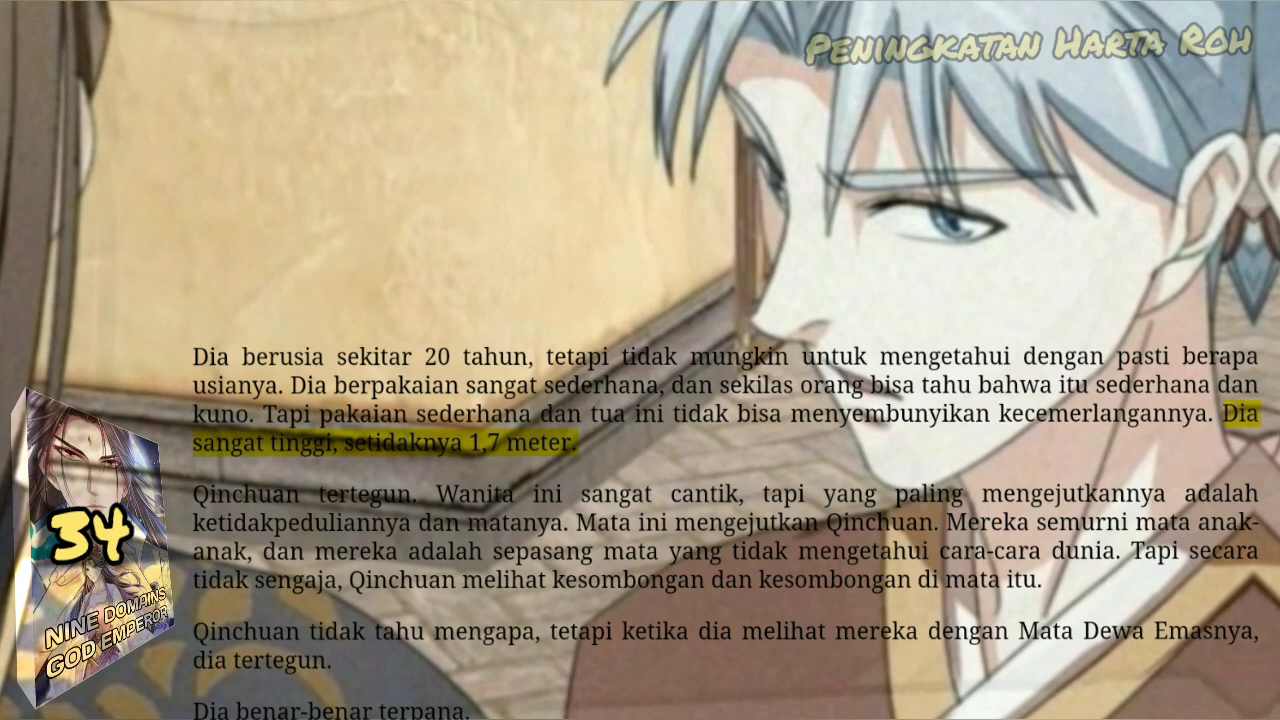 Peningkatan Harta Roh
Dia berusia sekitar 20 tahun, tetapi tidak mungkin untuk mengetahui dengan pasti berapa
usianya. Dia berpakaian sangat sederhana, dan sekilas orang bisa tahu bahwa itu sederhana dan
kuno. Tapi pakaian sederhana dan tua ini tidak bisa menyembunyikan kecemerlangannya. Dia
sangat tinggi, setidaknya 1,7 meter.
Qinchuan tertegun. Wanita ini sangat cantik, tapi yang paling mengejutkannya adalah
ketidakpeduliannya dan matanya. Mata ini mengejutkan Qinchuan. Mereka semurni mata anak-
anak, dan mereka adalah sepasang mata yang tidak mengetahui cara-cara dunia. Tapi secara
tidak sengaja, Qinchuan melihat kesombongan dan kesombongan di mata itu.
Qinchuan tidak tahu mengapa, tetapi ketika dia melihat mereka dengan Mata Dewa Emasnya,
dia tertegun.
Dia benar-benar terpana.
34
NINE DOMAINS
GOD EMPEROR